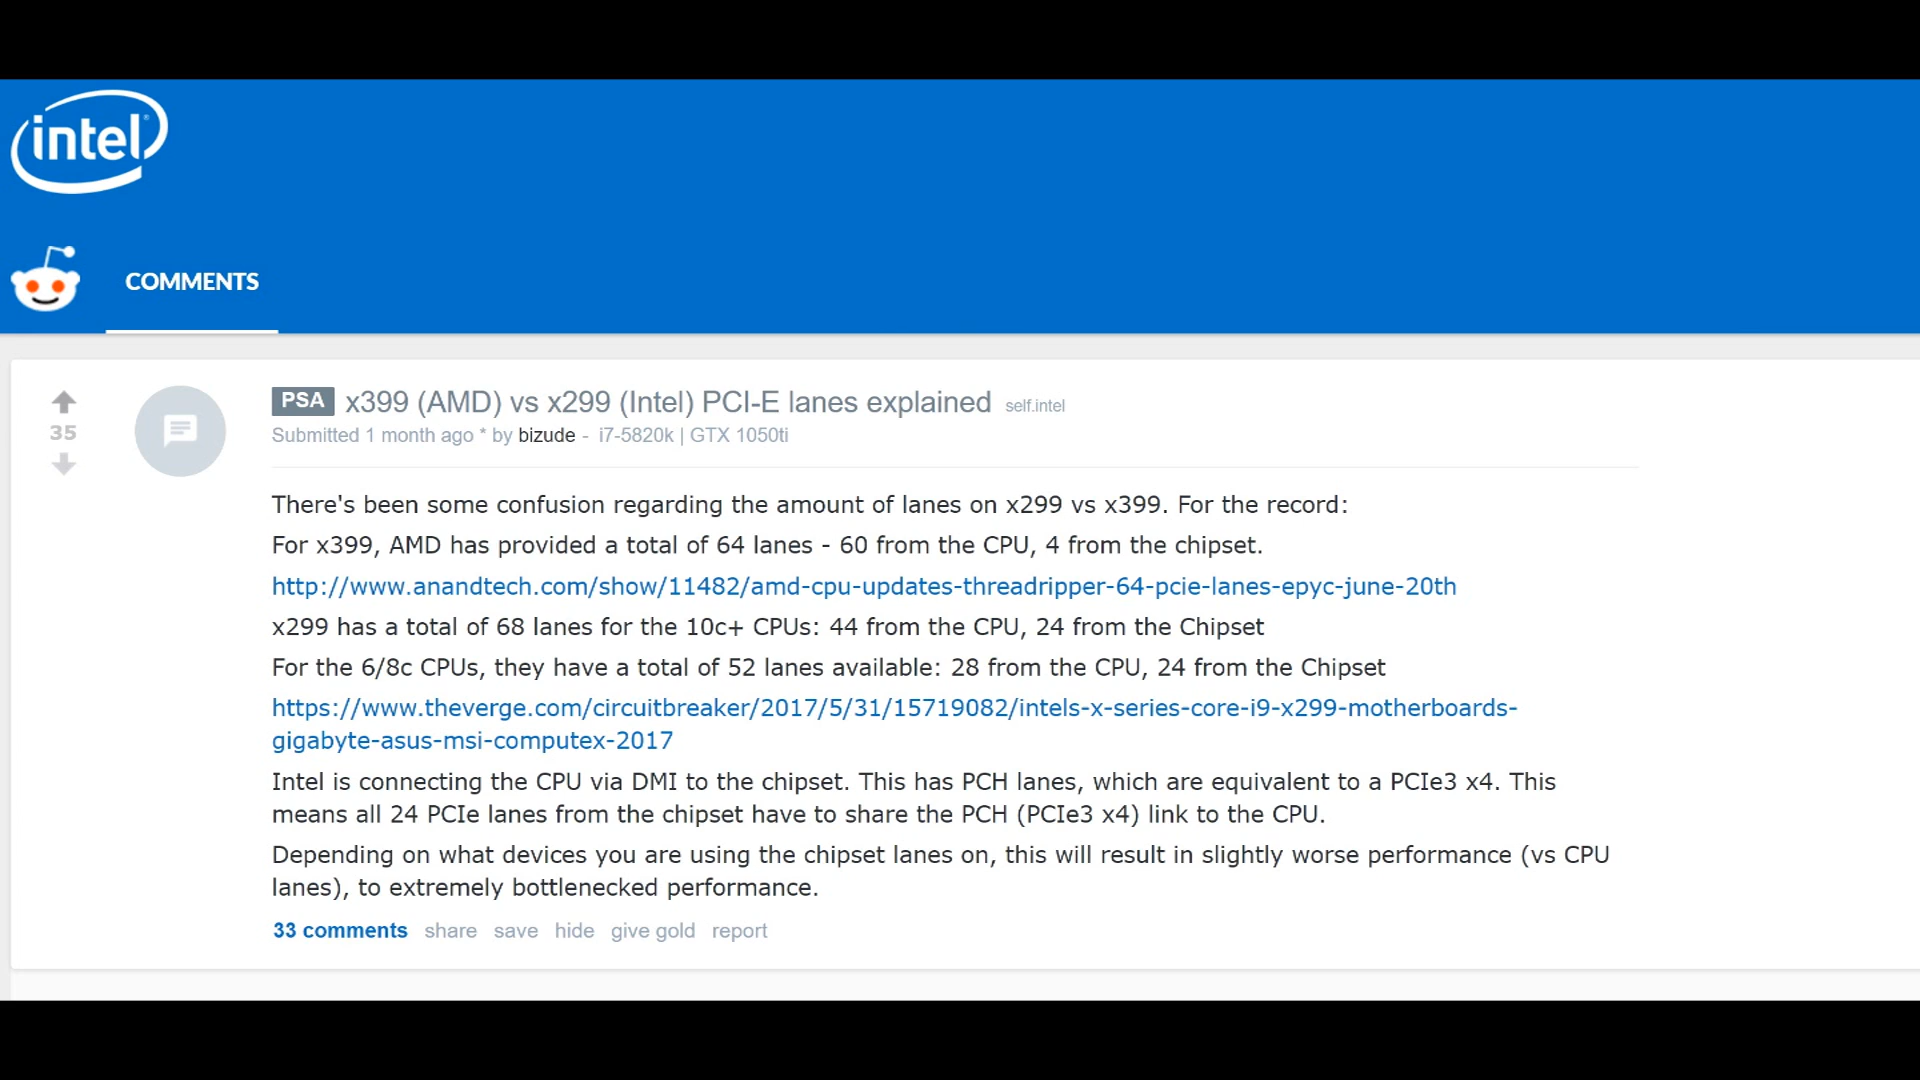 intel®
COMMENTS
35
PSA x399 (AMD) vs x299 (Intel) PCI-E lanes explained self.intel
Submitted 1 month ago * by bizude - i7-5820k | GTX 1050ti
There's been some confusion regarding the amount of lanes on x299 vs x399. For the record:
For x399, AMD has provided a total of 64 lanes - 60 from the CPU, 4 from the chipset.
http://www.anandtech.com/show/11482/amd-cpu-updates-threadripper-64-pcie-lanes-epyc-june-20th
x299 has a total of 68 lanes for the 10c+ CPUs: 44 from the CPU, 24 from the Chipset
For the 6/8c CPUs, they have a total of 52 lanes available: 28 from the CPU, 24 from the Chipset
https://www.theverge.com/circuitbreaker/2017/5/31/15719082/intels-x-series-core-i9-x299-motherboards-
gigabyte-asus-msi-computex-2017
Intel is connecting the CPU via DMI to the chipset. This has PCH lanes, which are equivalent to a PCIe3 x4. This
means all 24 PCIe lanes from the chipset have to share the PCH (PCIe3 x4) link to the CPU.
Depending on what devices you are using the chipset lanes on, this will result in slightly worse performance (vs CPU
lanes), to extremely bottlenecked performance.
33 comments share save hide give gold report